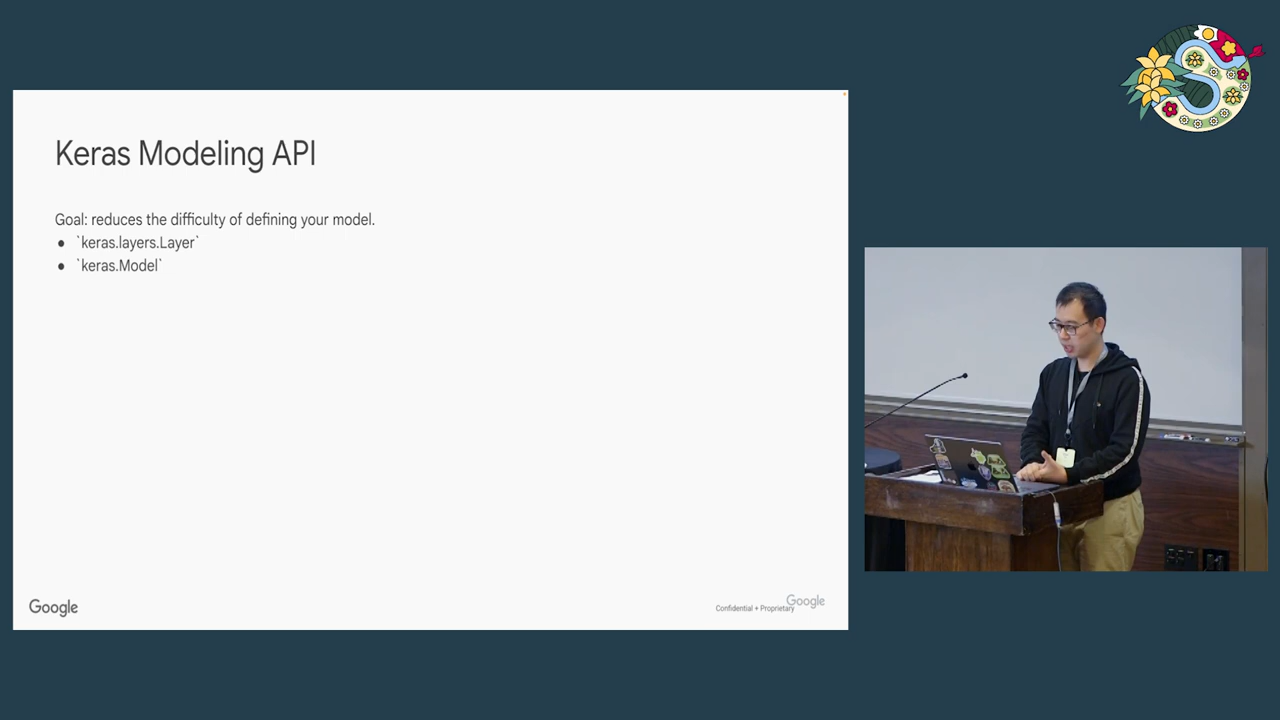 Keras Modeling API
Goal: reduces the difficulty of defining your model.
● `keras.layers.Layer`
● `keras.Model`
Google
Confidential + Proprietary
Google